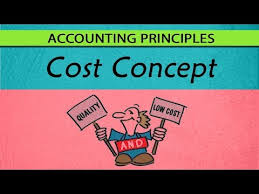 ACCOUNTING PRINCIPLES
Cost Concept
QUALITY
AND
LOW COST